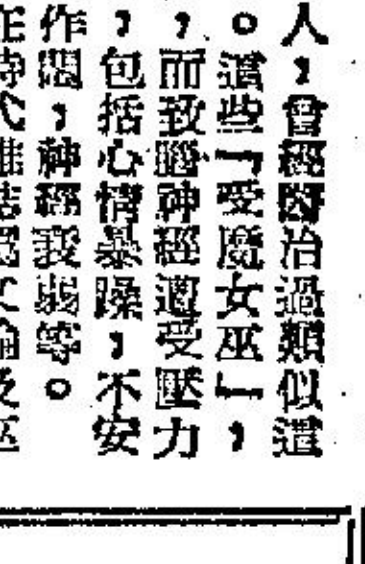 人，曾經醫治過類似這
。這些「受魔女巫」，
，而致腦神經遭受壓力
，包括心情暴躁，不安
作悶，神經衰弱等。